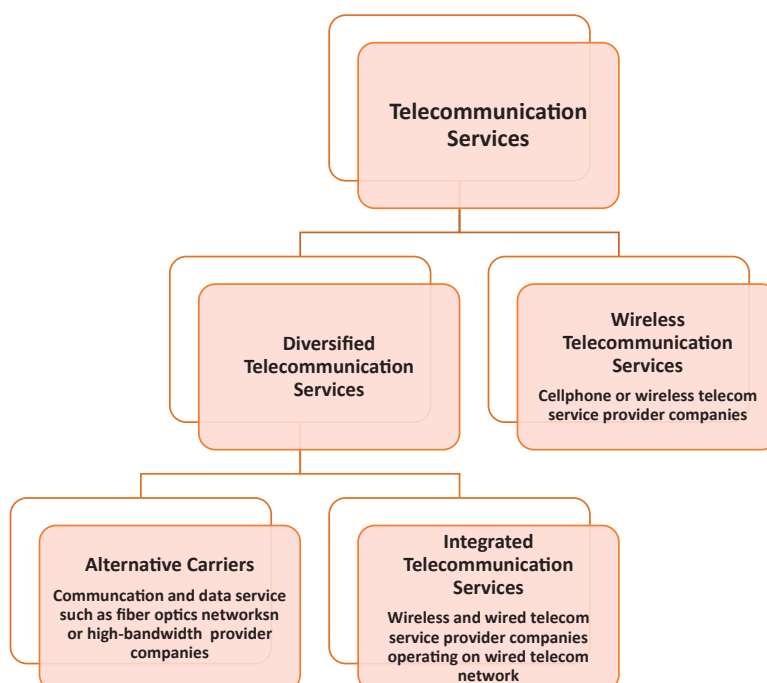 Telecommunication
Services
Diversified
Telecommunication
Services
Wireless
Telecommunication
Services
Cellphone or wireless telecom
service provider companies
Alternative Carriers
Communcation and data service
such as fiber optics networksn
or high-bandwidth provider
companies
Integrated
Telecommunication
Services
Wireless and wired telecom
service provider companies
operating on wired telecom
network